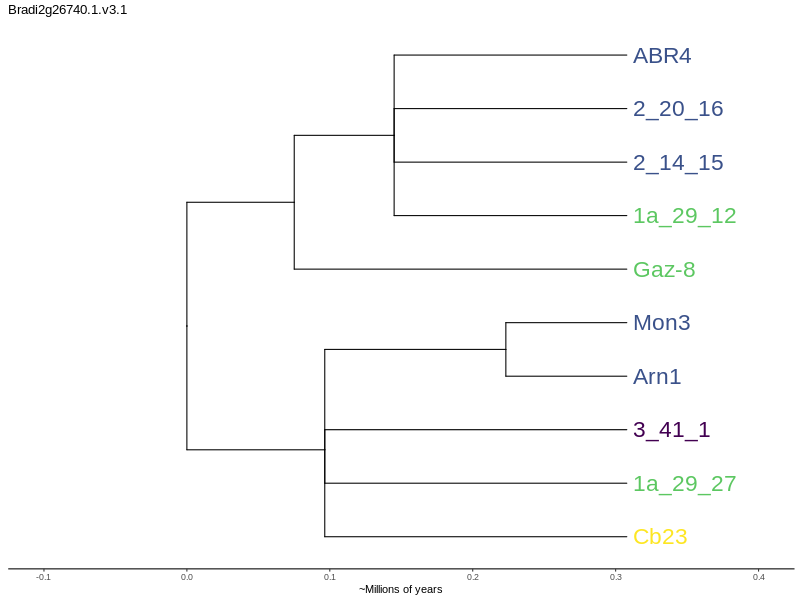 Bradi2g26740.1.v3.1
ABR4
2_20_16
2_14_15
1a_29_12
Gaz-8
Mon3
Arn1
3_41_1
1a_29_27
Cb23
-0.1 0.0 0.1 0.2 0.3 0.4
~Millions of years